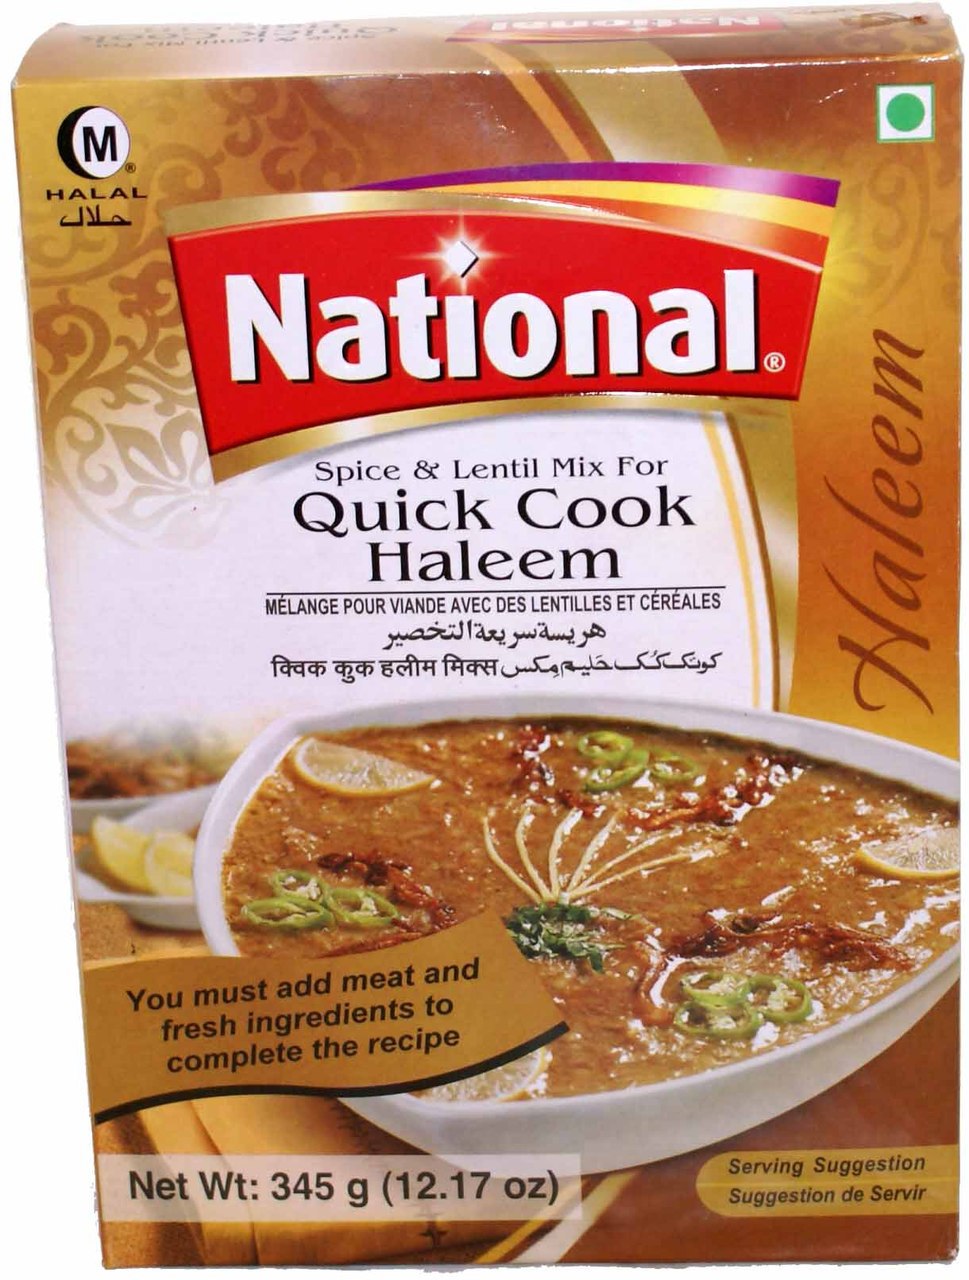 National
M
HALAL
حلال
National®
Spice & Lentil Mix For
Quick Cook
Haleem
MÉLANGE POUR VIANDE AVEC DES LENTILLES ET CÉRÉALES
هريسة سريعة التحضير
क्विक कुक हलीम मिक्स کوئک کُک حَلیم مِکس
Haleem
You must add meat and
fresh ingredients to
complete the recipe
Net Wt: 345 g (12.17 oz)
Serving Suggestion
Suggestion de Servir